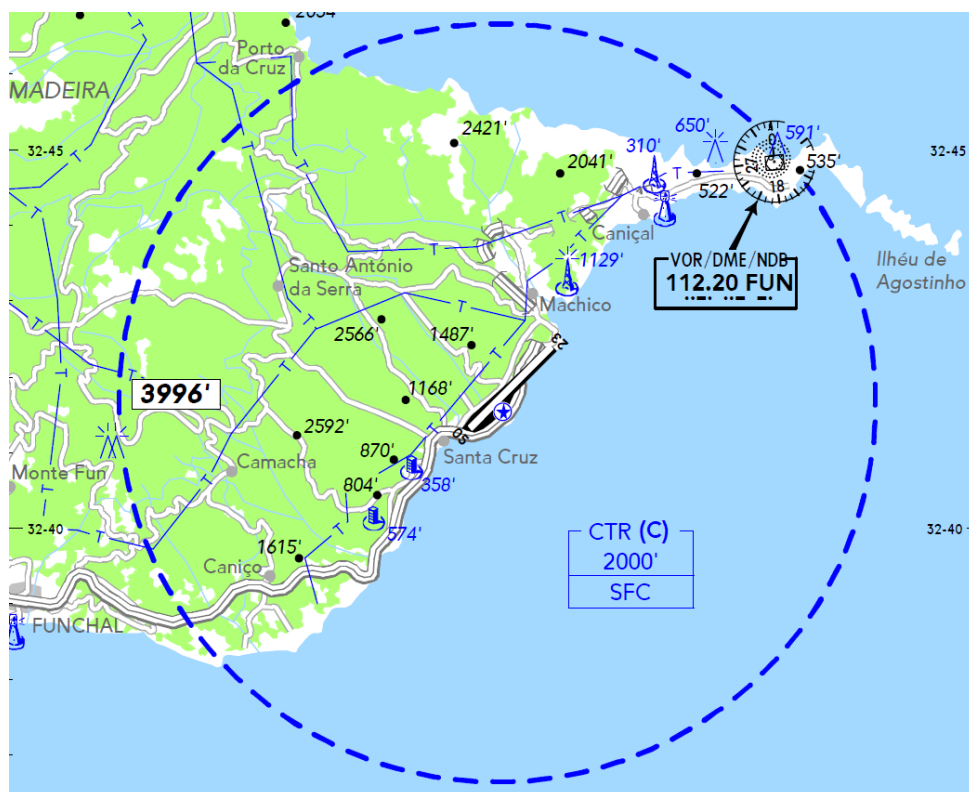 2034'
Porto
da Cruz
MADEIRA
32-45
2421'
2041'
310'
650'
591'
535'
32-45
T
522'
27
18
Caniçal
VOR/DME/NDB
112.20 FUN
Ilhéu de
Agostinho
Santo António
da Serra
1129'
Machico
2566'
1487'
23
3996'
1168'
2592'
05
870'
Santa Cruz
Camacha
Monte Fun
358'
804'
574'
32-40
1615'
Caniço
CTR (C)
2000'
SFC
32-40
FUNCHAL